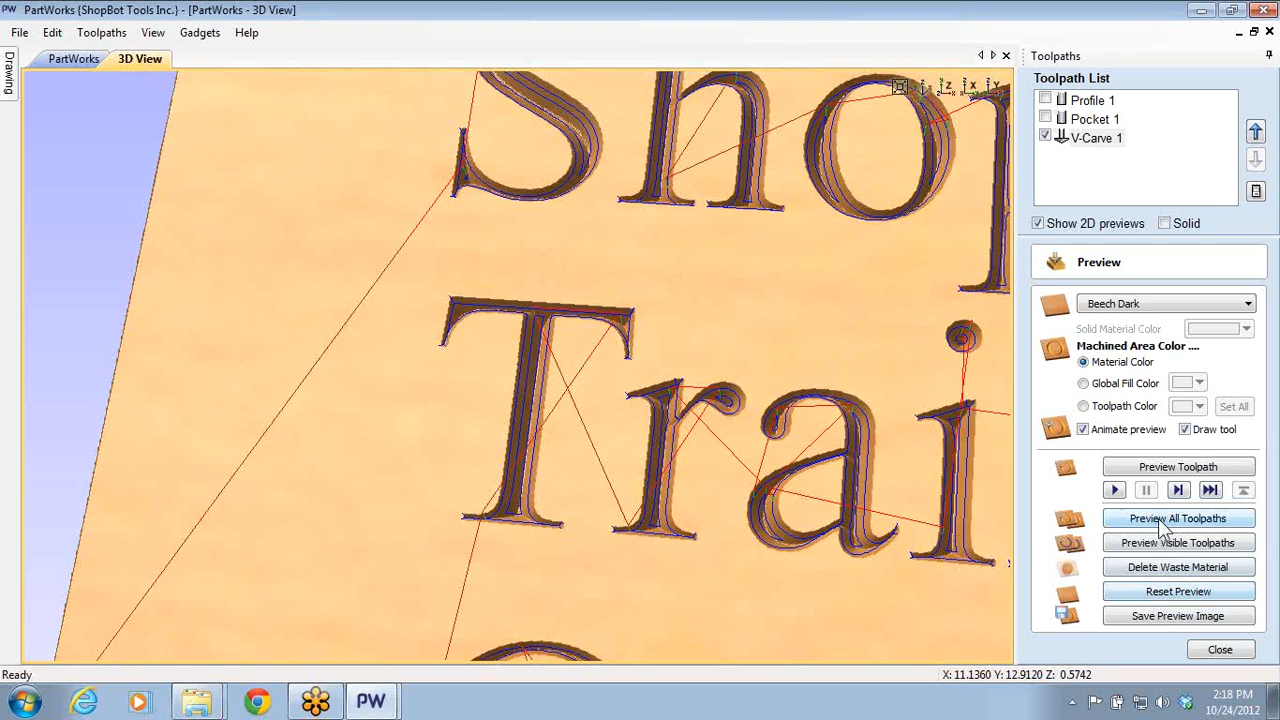 PartWorks {ShopBot Tools Inc.} - [PartWorks - 3D View]
File Edit Toolpaths View Gadgets Help
Drawing
PartWorks 3D View
Sho
Trai
Toolpaths
Toolpath List
Profile 1
Pocket 1
V-Carve 1
Show 2D previews Solid
Preview
Beech Dark
Solid Material Color
Machined Area Color ....
Material Color
Global Fill Color
Toolpath Color Set All
Animate preview Draw tool
Preview Toolpath
Preview All Toolpaths
Preview Visible Toolpaths
Delete Waste Material
Reset Preview
Save Preview Image
Close
Ready X: 11.1360 Y: 12.9120 Z: 0.5742
PW 2:18 PM
10/24/2012